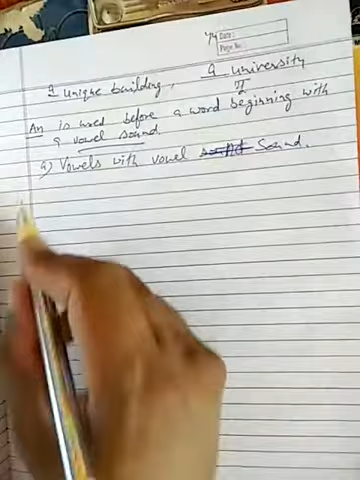 Date:
Page No.
a unique building, a university
यू
An is used before a word beginning with
a vowel sound
a) Vowels with vowel sound.